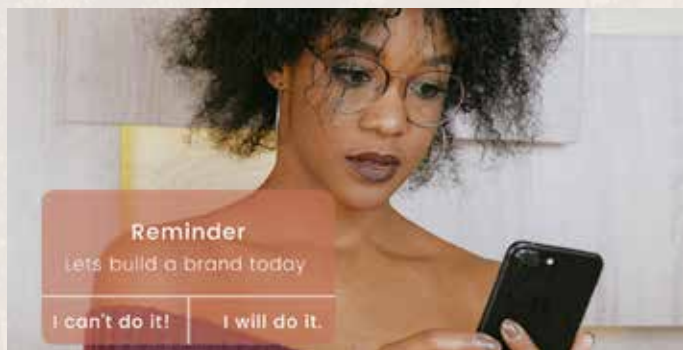 Reminder
Lets build a brand today
I can't do it!
I will do it.